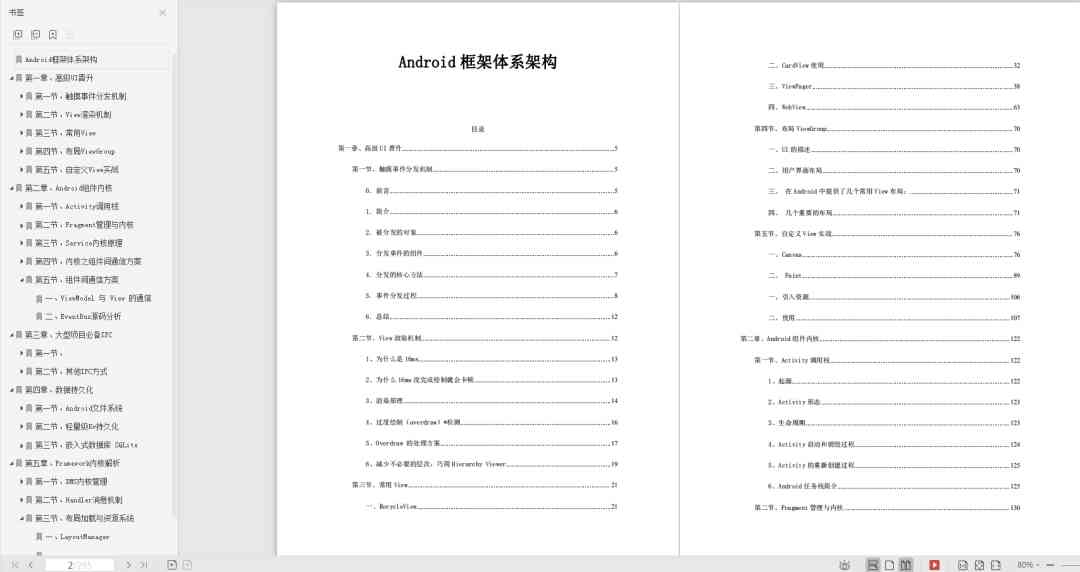 书签
Android框架体系架构
第一章、高级UI晋升
第一节、触摸事件分发机制
第二节、View渲染机制
第三节、常用View
第四节、布局ViewGroup
第五节、自定义View实战
第二章、Android组件内核
第一节、Activity调用栈
第二节、Fragment管理与内核
第三节、Service内核原理
第四节、内核之组件间通信方案
第五节、组件间通信方案
一、ViewModel 与 View 的通信
二、EventBus源码分析
第三章、大型项目必备IPC
第一节、
第二节、其他IPC方式
第四章、数据持久化
第一节、Android文件系统
第二节、轻量级Kv持久化
第三节、嵌入式数据库 SQLite
第五章、Framework内核解析
第一节、XMS内核管理
第二节、Handler消息机制
第三节、布局加载与资源系统
一、LayoutManager
Android 框架体系架构
目录
第一章、高级 UI 晋升 5
第一节、触摸事件分发机制 5
0. 前言 5
1. 简介 6
2. 被分发的对象 6
3. 分发事件的组件 6
4. 分发的核心方法 7
5. 事件分发过程 8
6. 总结 12
第二节、View 渲染机制 12
1、为什么是 16ms 13
2、为什么 16ms 没完成绘制就会卡顿 13
3、渲染原理 14
4、过度绘制（overdraw）*检测 16
5、Overdraw 的处理方案 17
6、减少不必要的层次：巧用 Hierarchy Viewer 19
第三节、常用 View 21
一、RecycleView 21
二、CardView 使用 32
三、ViewPager 38
四、WebView 63
第四节、布局 ViewGroup 70
一、UI 的描述 70
二、用户界面布局 70
三、 在 Android 中提供了几个常用 View 布局： 71
四、 几个重要的布局 71
第五节、自定义 View 实战 76
一、Canvas 76
二、 Paint 89
一、引入资源 106
二、使用 107
第二章、Android 组件内核 122
第一节、Activity 调用栈 122
1、起源 122
2、Activity 形态 123
3、生命周期 123
4、Activity 启动和销毁过程 124
5、Activity 的重新创建过程 125
6、Android 任务栈简介 125
第二节、Fragment 管理与内核 130
80%